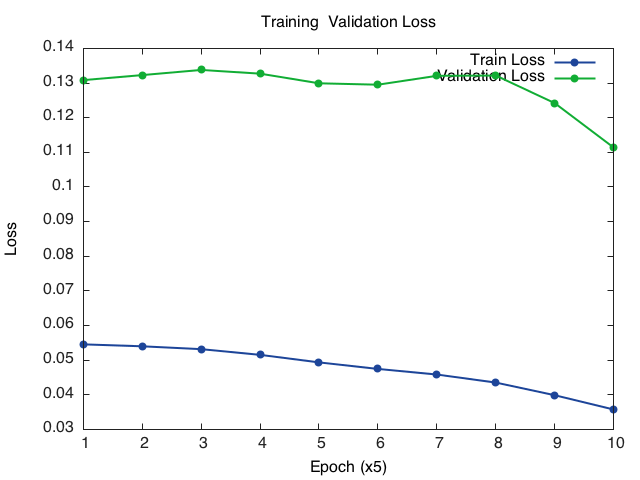 Training  Validation Loss
Train Loss
Validation Loss
0.14
0.13
0.12
0.11
0.1
0.09
0.08
0.07
0.06
0.05
0.04
0.03
Loss
1 2 3 4 5 6 7 8 9 10
Epoch (x5)